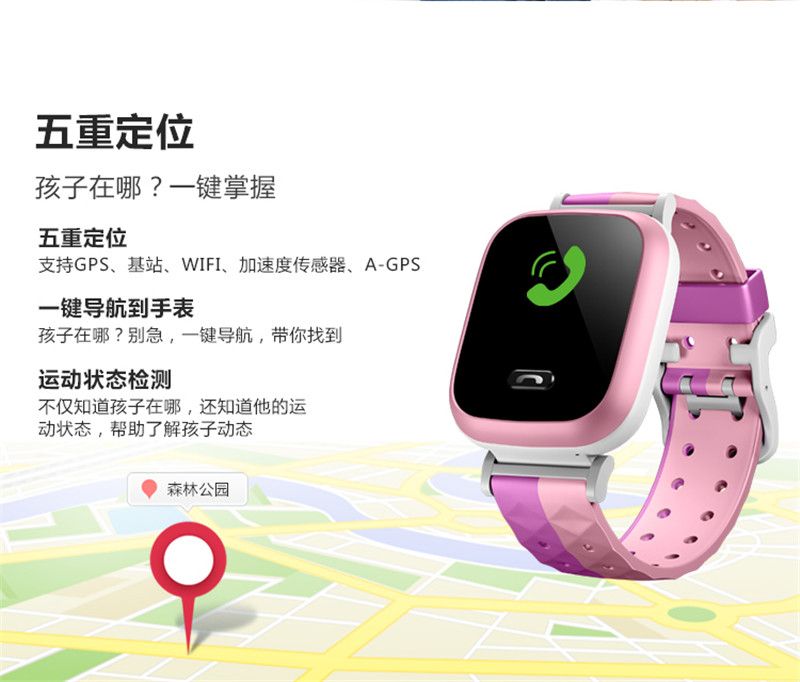 五重定位
孩子在哪？一键掌握
五重定位
支持GPS、基站、WIFI、加速度传感器、A-GPS
一键导航到手表
孩子在哪？别急，一键导航，带你找到
运动状态检测
不仅知道孩子在哪，还知道他的运
动状态，帮助了解孩子动态
森林公园